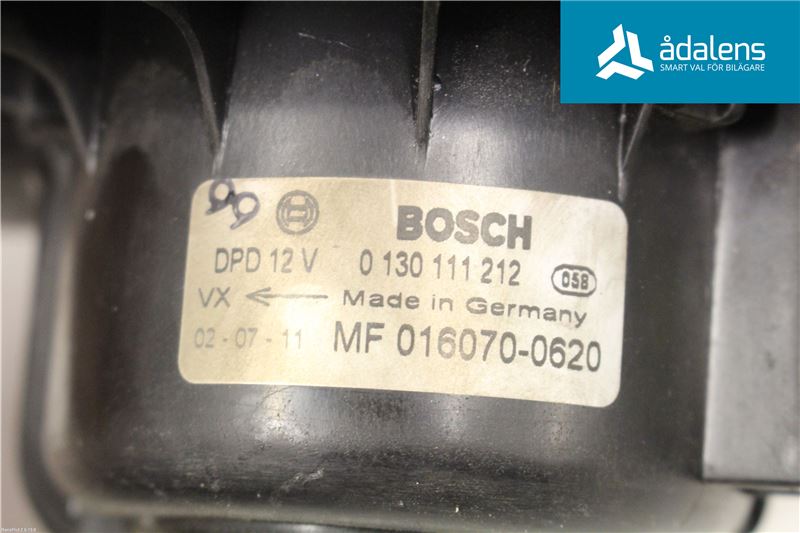 ådalens
SMART VAL FÖR BILÄGARE
99
BOSCH
DPD 12 V 0 130 111 212 058
VX ← Made in Germany
02-07-11 MF 016070-0620